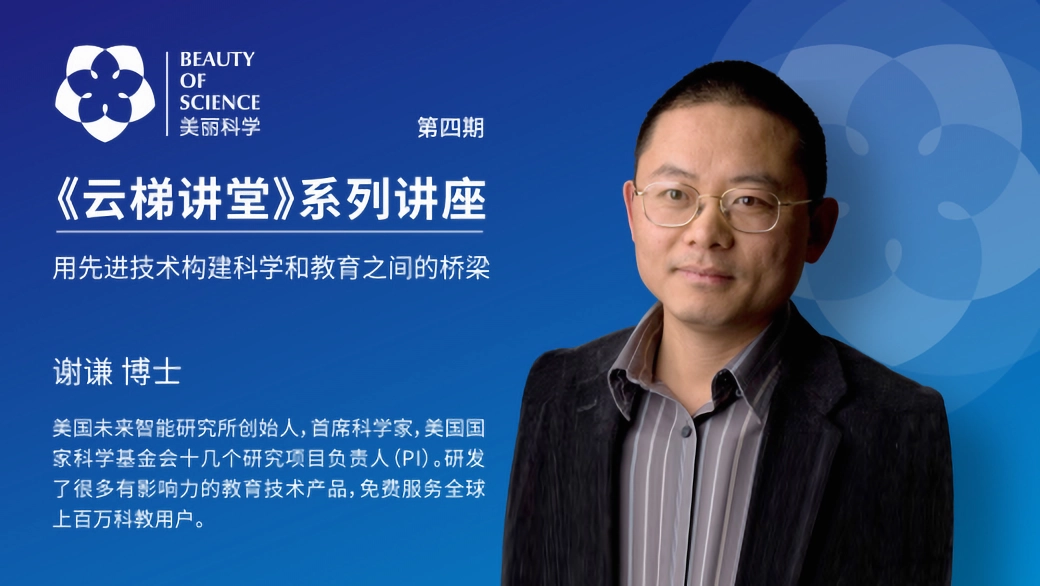 BEAUTY
OF
SCIENCE
美丽科学
第四期
《云梯讲堂》系列讲座
用先进技术构建科学和教育之间的桥梁
谢谦 博士
美国未来智能研究所创始人，首席科学家，美国国
家科学基金会十几个研究项目负责人（PI）。研发
了很多有影响力的教育技术产品，免费服务全球
上百万科教用户。